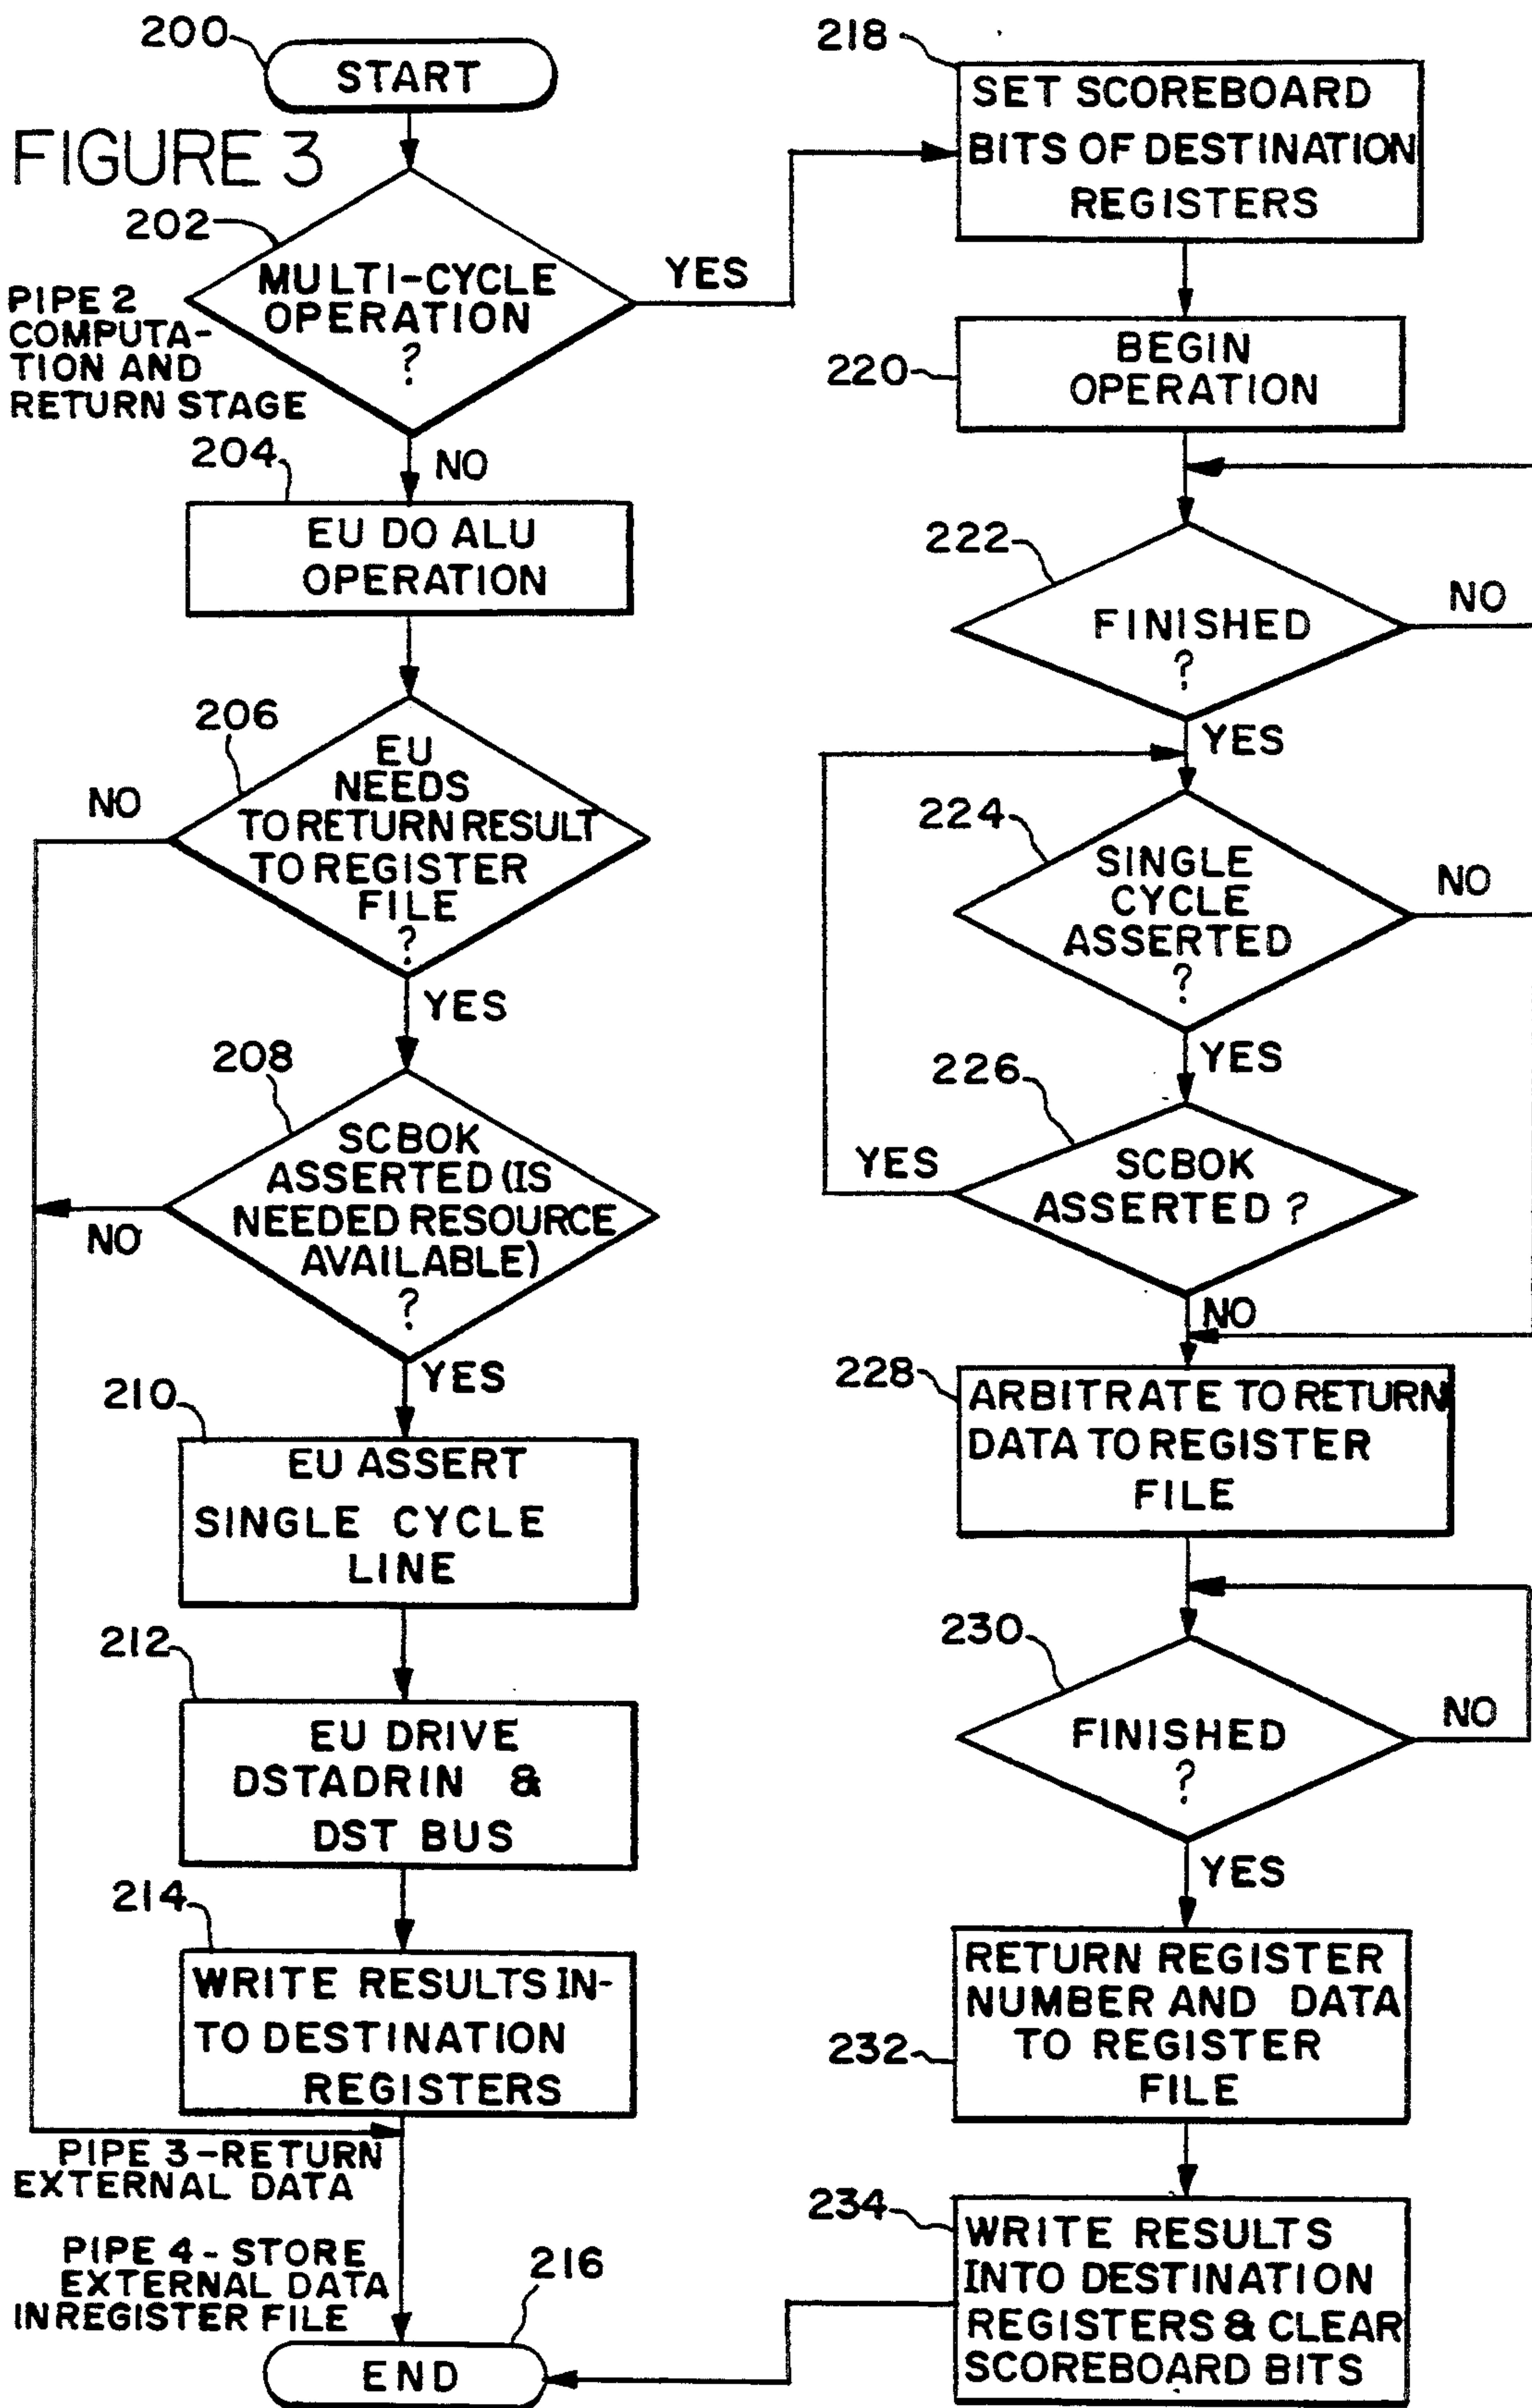 200
START
FIGURE 3
202
MULTI-CYCLE
OPERATION
?
YES
PIPE 2
COMPUTA-
TION AND
RETURN STAGE
NO
204
EU DO ALU
OPERATION
206
EU
NEEDS
TO RETURN RESULT
TO REGISTER
FILE
?
NO
YES
208
SCBOK
ASSERTED (IS
NEEDED RESOURCE
AVAILABLE)
?
NO
YES
210
EU ASSERT
SINGLE CYCLE
LINE
212
EU DRIVE
DSTADRIN &
DST BUS
214
WRITE RESULTS IN-
TO DESTINATION
REGISTERS
PIPE 3-RETURN
EXTERNAL DATA
PIPE 4 - STORE
EXTERNAL DATA
IN REGISTER FILE
216
END
218
SET SCOREBOARD
BITS OF DESTINATION
REGISTERS
220
BEGIN
OPERATION
222
FINISHED
?
NO
YES
224
SINGLE
CYCLE
ASSERTED
?
NO
YES
226
SCBOK
ASSERTED ?
YES
NO
228
ARBITRATE TO RETURN
DATA TO REGISTER
FILE
230
FINISHED
?
NO
YES
232
RETURN REGISTER
NUMBER AND DATA
TO REGISTER
FILE
234
WRITE RESULTS
INTO DESTINATION
REGISTERS & CLEAR
SCOREBOARD BITS